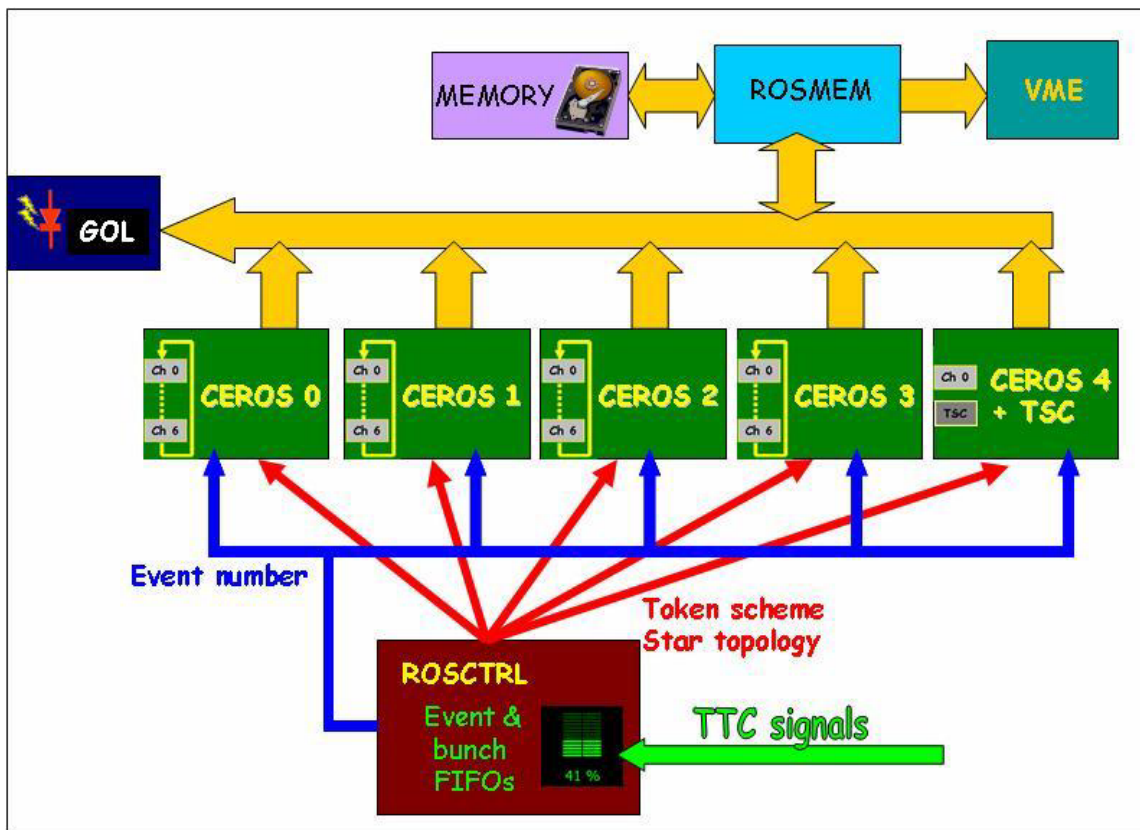 MEMORY
ROSMEM
VME
GOL
Ch 0
Ch 6
CEROS 0
Ch 0
Ch 6
CEROS 1
Ch 0
Ch 6
CEROS 2
Ch 0
Ch 6
CEROS 3
Ch 0
TSC
CEROS 4
+ TSC
Event number
Token scheme
Star topology
ROSCTRL
Event &
bunch
FIFOs
41 %
TTC signals